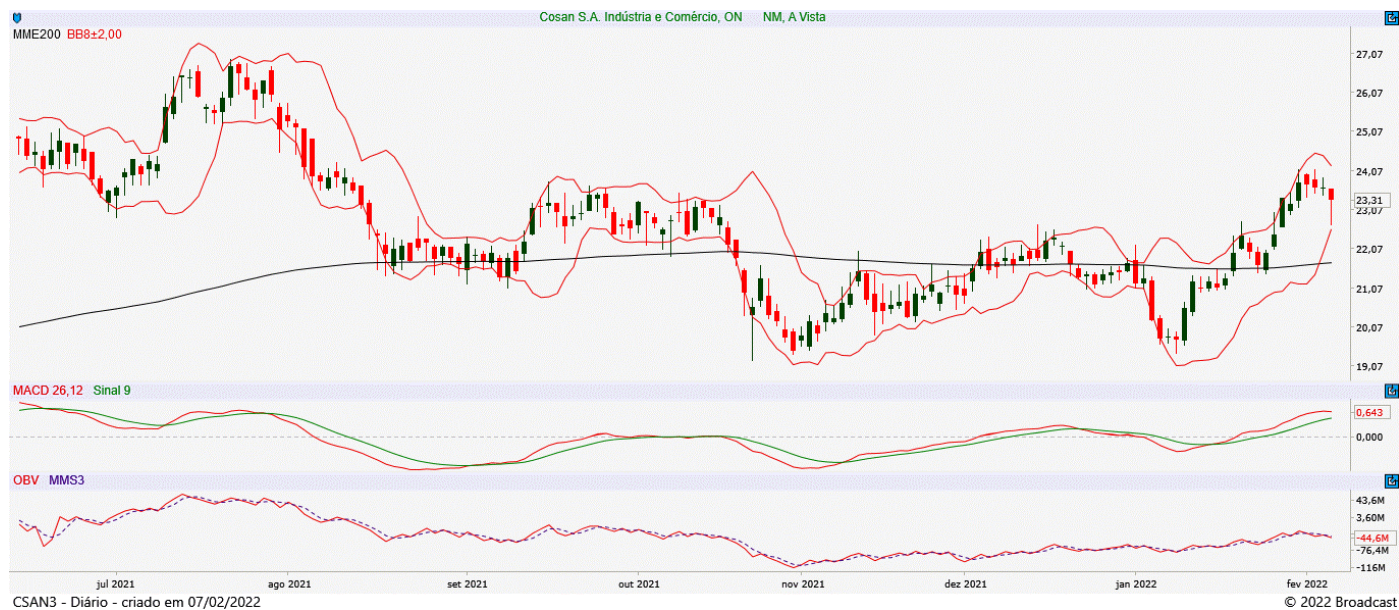 Cosan S.A. Indústria e Comércio, ON NM, A Vista
MME200 BB8±2,00
27,07
26,07
25,07
24,07
23,31
23,07
22,07
21,07
20,07
19,07
MACD 26,12 Sinal 9
0,643
0,000
OBV MMS3
43,6M
3,60M
-44,6M
-76,4M
-116M
jul 2021 ago 2021 set 2021 out 2021 nov 2021 dez 2021 jan 2022 fev 2022
CSAN3 - Diário - criado em 07/02/2022 © 2022 Broadcast